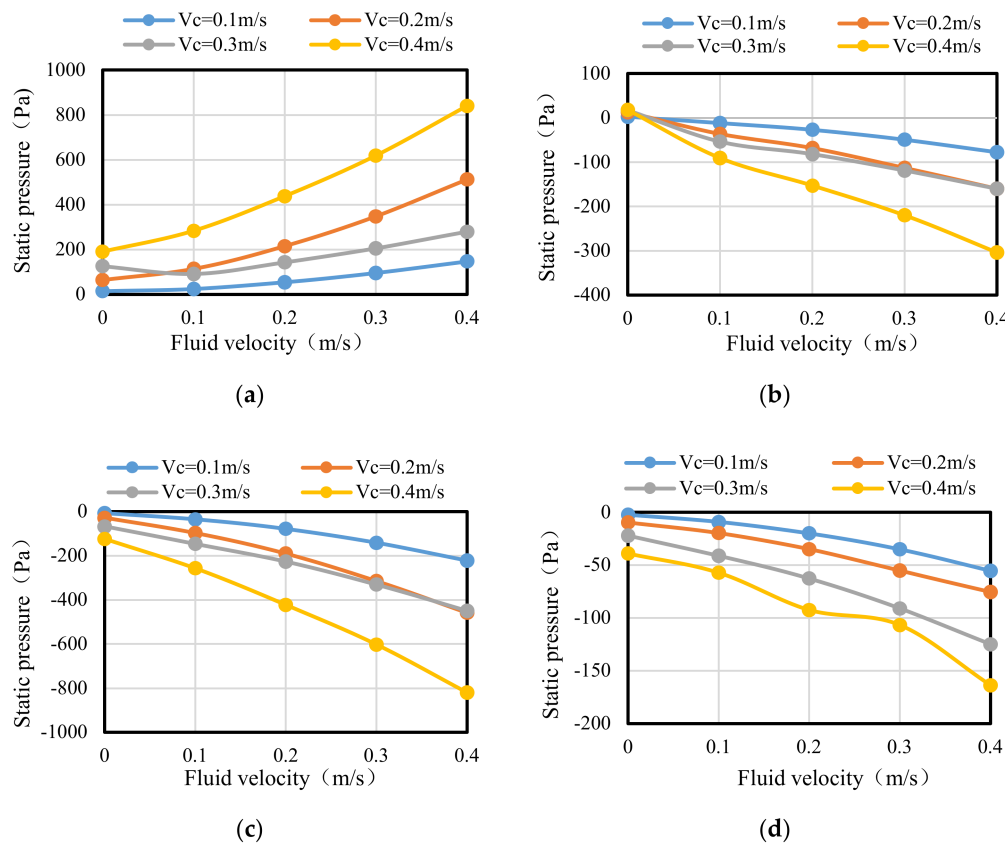 Vc=0.1m/s Vc=0.2m/s
Vc=0.3m/s Vc=0.4m/s
Static pressure（Pa）
1000
800
600
400
200
0
0 0.1 0.2 0.3 0.4
Fluid velocity（m/s）
(a)
Vc=0.1m/s Vc=0.2m/s
Vc=0.3m/s Vc=0.4m/s
Static pressure（Pa）
100
0
-100
-200
-300
-400
0 0.1 0.2 0.3 0.4
Fluid velocity（m/s）
(b)
Vc=0.1m/s Vc=0.2m/s
Vc=0.3m/s Vc=0.4m/s
Static pressure（Pa）
0
-200
-400
-600
-800
-1000
0 0.1 0.2 0.3 0.4
Fluid velocity（m/s）
(c)
Vc=0.1m/s Vc=0.2m/s
Vc=0.3m/s Vc=0.4m/s
Static pressure（Pa）
0
-50
-100
-150
-200
0 0.1 0.2 0.3 0.4
Fluid velocity（m/s）
(d)